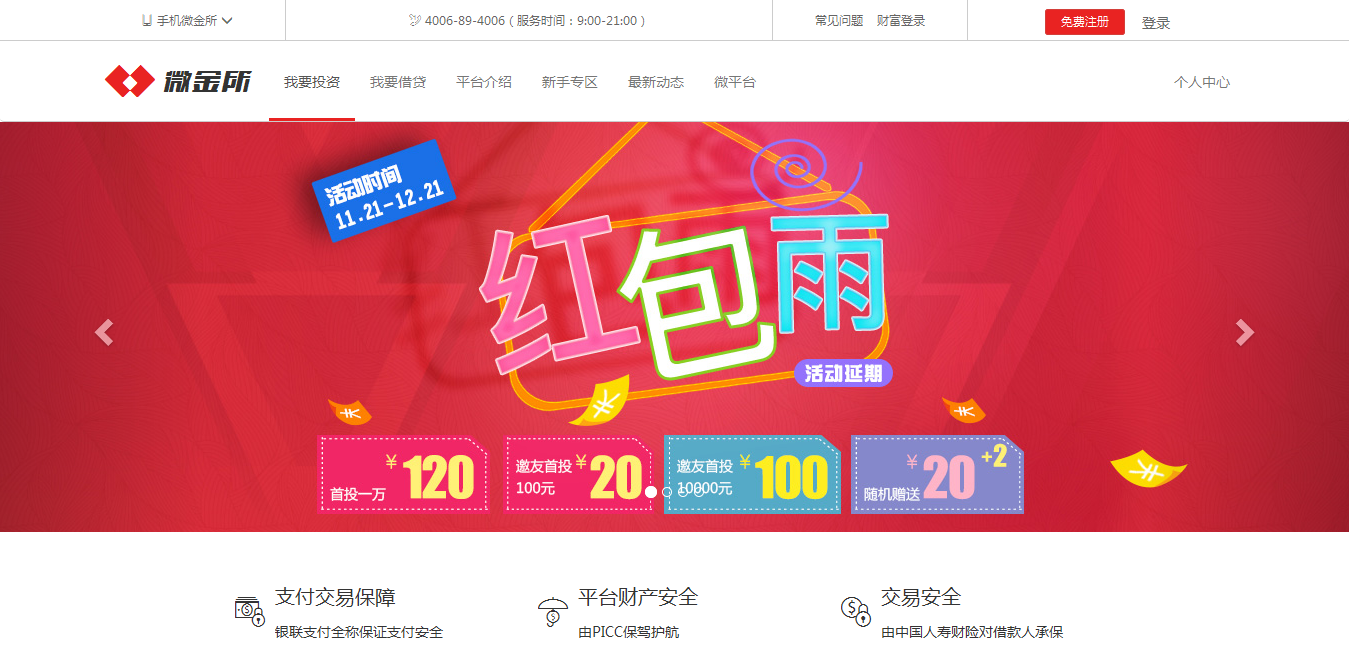 手机微金所
4006-89-4006 ( 服务时间：9:00-21:00 )
常见问题 财富登录
免费注册
登录
微金所
我要投资 我要借贷 平台介绍 新手专区 最新动态 微平台
个人中心
活动时间
11.21-12.21
红包雨
活动延期
首投一万 ¥120
邀友首投
100元
¥20
邀友首投
10000元
¥100
随机赠送 ¥20 +2
支付交易保障
银联支付全称保证支付安全
平台财产安全
由PICC保驾护航
交易安全
由中国人寿财险对借款人承保